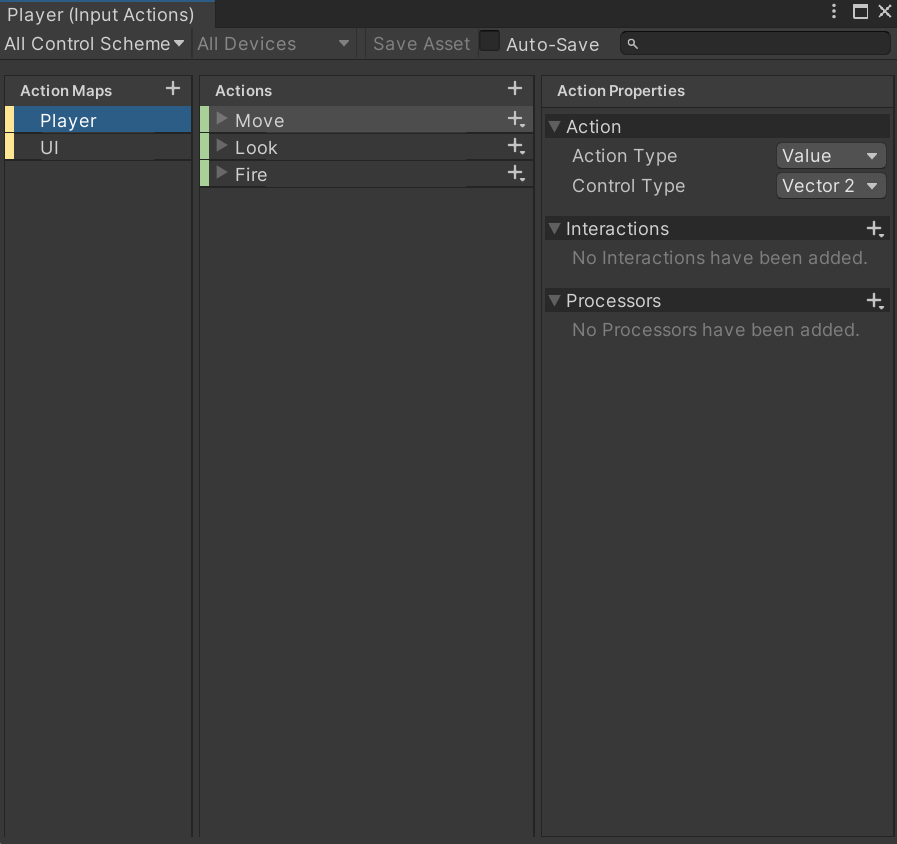 Player (Input Actions)
All Control Scheme All Devices Save Asset Auto-Save
Action Maps
Player
UI
Actions
Move
Look
Fire
Action Properties
Action
Action Type Value
Control Type Vector 2
Interactions
No Interactions have been added.
Processors
No Processors have been added.